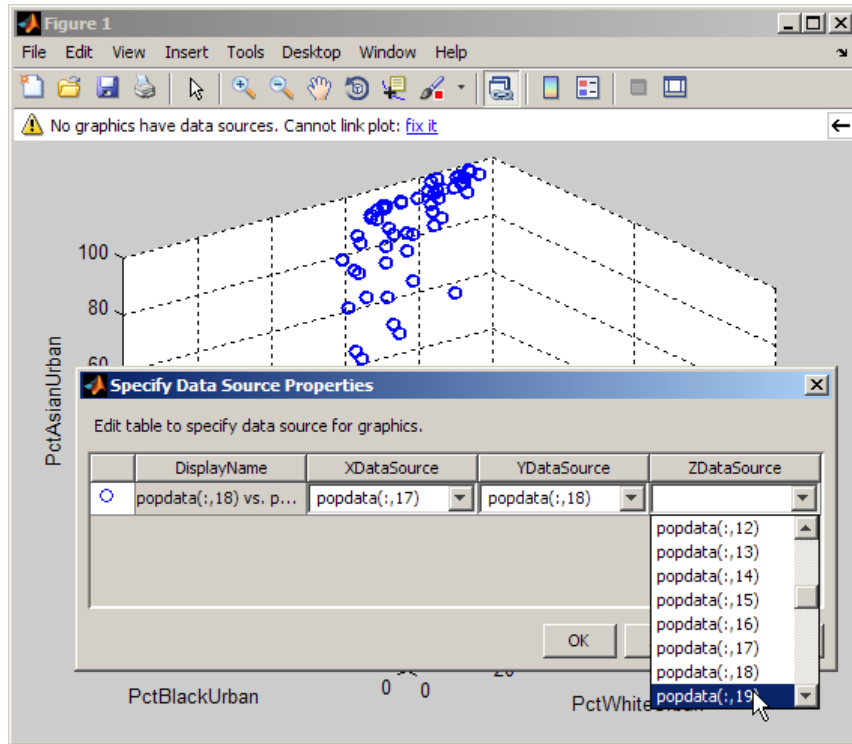 Figure 1
File Edit View Insert Tools Desktop Window Help
No graphics have data sources. Cannot link plot: fix it
100
80
60
PctAsianUrban
Specify Data Source Properties
Edit table to specify data source for graphics.
DisplayName XDataSource YDataSource ZDataSource
popdata(:,18) vs. p... popdata(:,17) popdata(:,18)
popdata(:,12)
popdata(:,13)
popdata(:,14)
popdata(:,15)
popdata(:,16)
popdata(:,17)
popdata(:,18)
popdata(:,19)
OK
20
0 0
PctBlackUrban
PctWhiteUrban